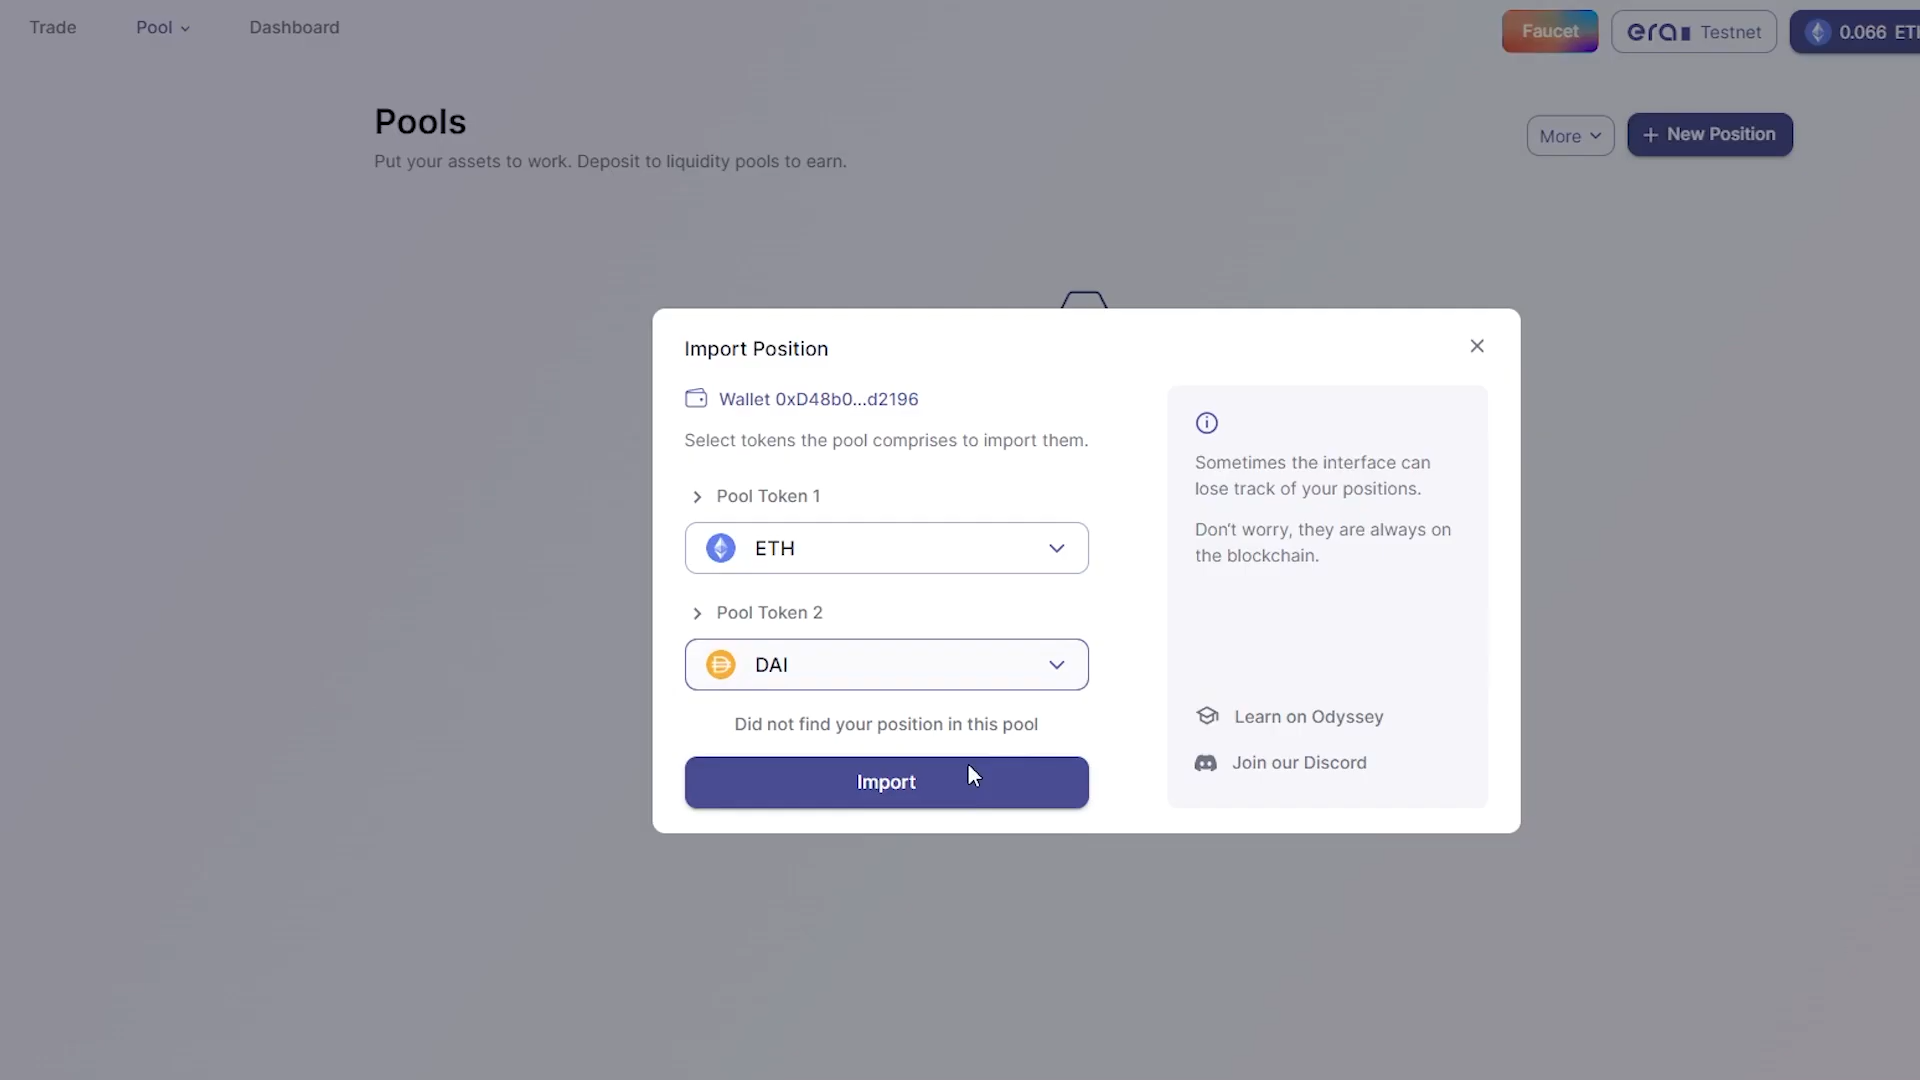 Trade
Pool
Dashboard
Faucet
era
Testnet
0.066 ET
Pools
Put your assets to work. Deposit to liquidity pools to earn.
More
+ New Position
Import Position
Wallet 0xD48b0...d2196
Select tokens the pool comprises to import them.
Pool Token 1
ETH
Pool Token 2
DAI
Did not find your position in this pool
Import
Sometimes the interface can
lose track of your positions.
Don't worry, they are always on
the blockchain.
Learn on Odyssey
Join our Discord